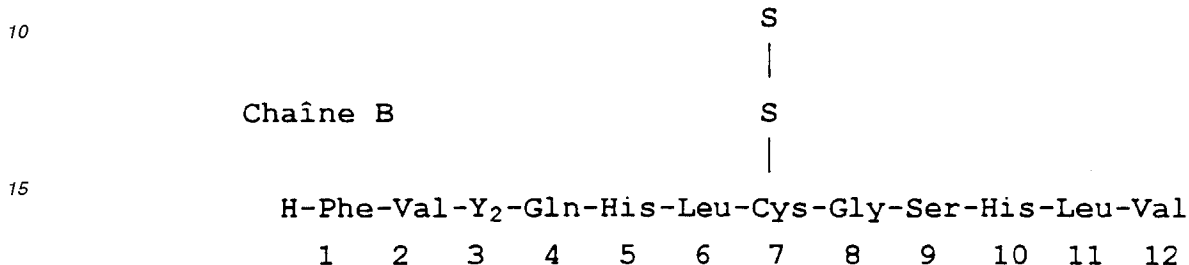 10
S
|
S
Chaîne B
|
15
H-Phe-Val-Y₂-Gln-His-Leu-Cys-Gly-Ser-His-Leu-Val
1 2 3 4 5 6 7 8 9 10 11 12